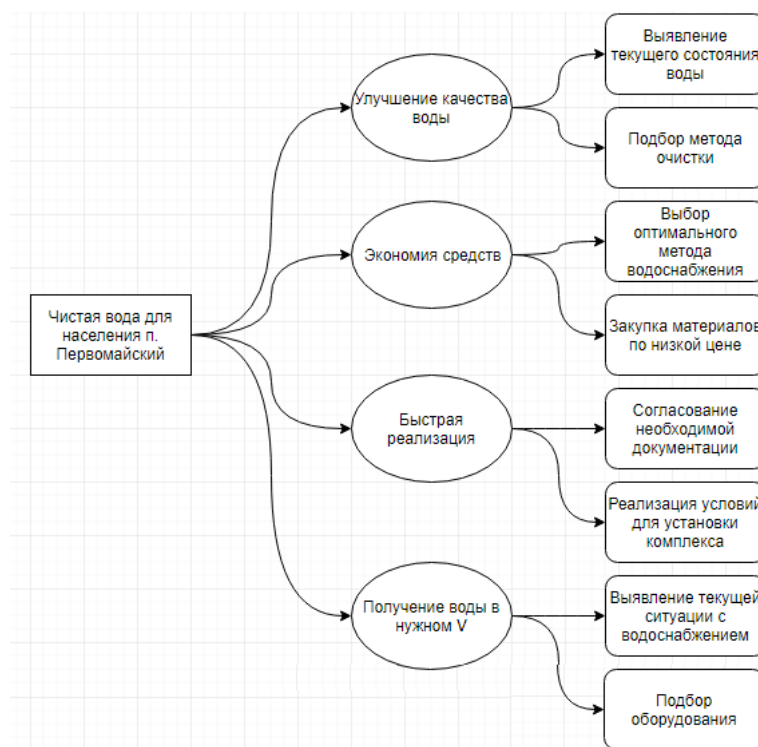 Выявление
текущего состояния
воды
Улучшение качества
воды
Подбор метода
очистки
Выбор
оптимального
метода
водоснабжения
Экономия средств
Закупка материалов
по низкой цене
Чистая вода для
населения п.
Первомайский
Быстрая
реализация
Согласование
необходимой
документации
Реализация условий
для установки
комплекса
Получение воды в
нужном V
Выявление текущей
ситуации с
водоснабжением
Подбор
оборудования